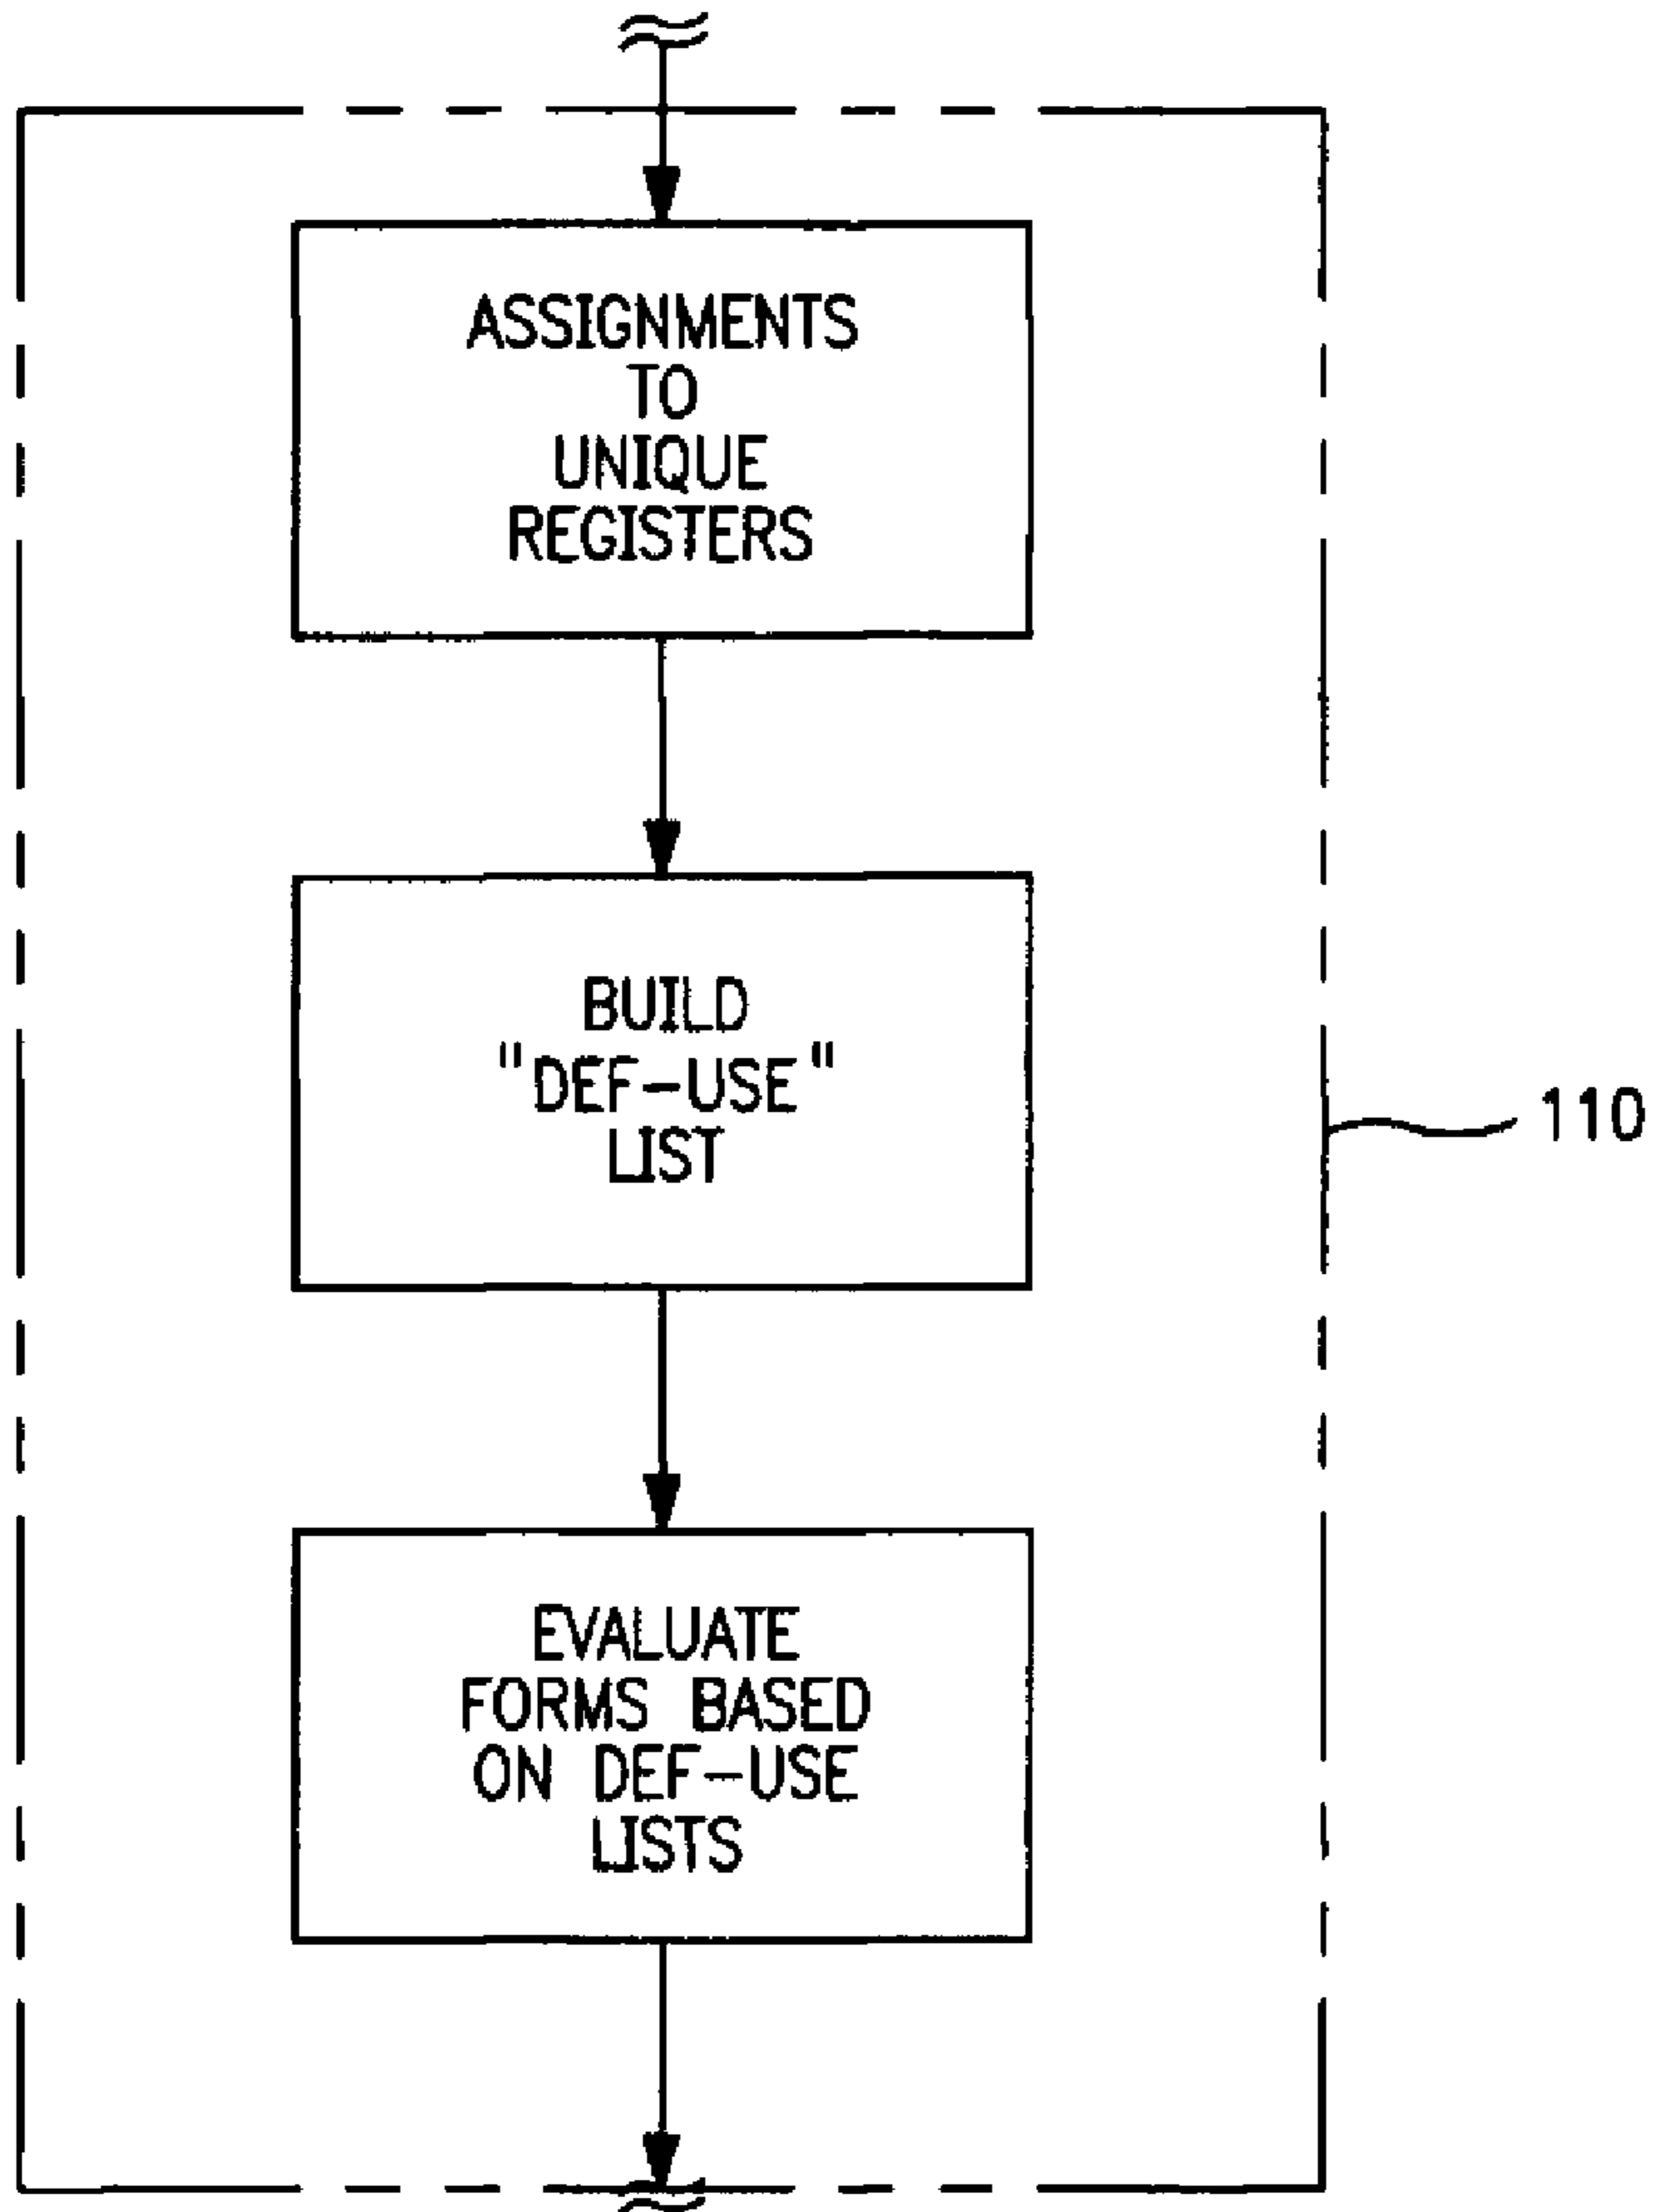 ASSIGNMENTS
TO
UNIQUE
REGISTERS
BUILD
"DEF-USE"
LIST
110
EVALUATE
FORMS BASED
ON DEF-USE
LISTS